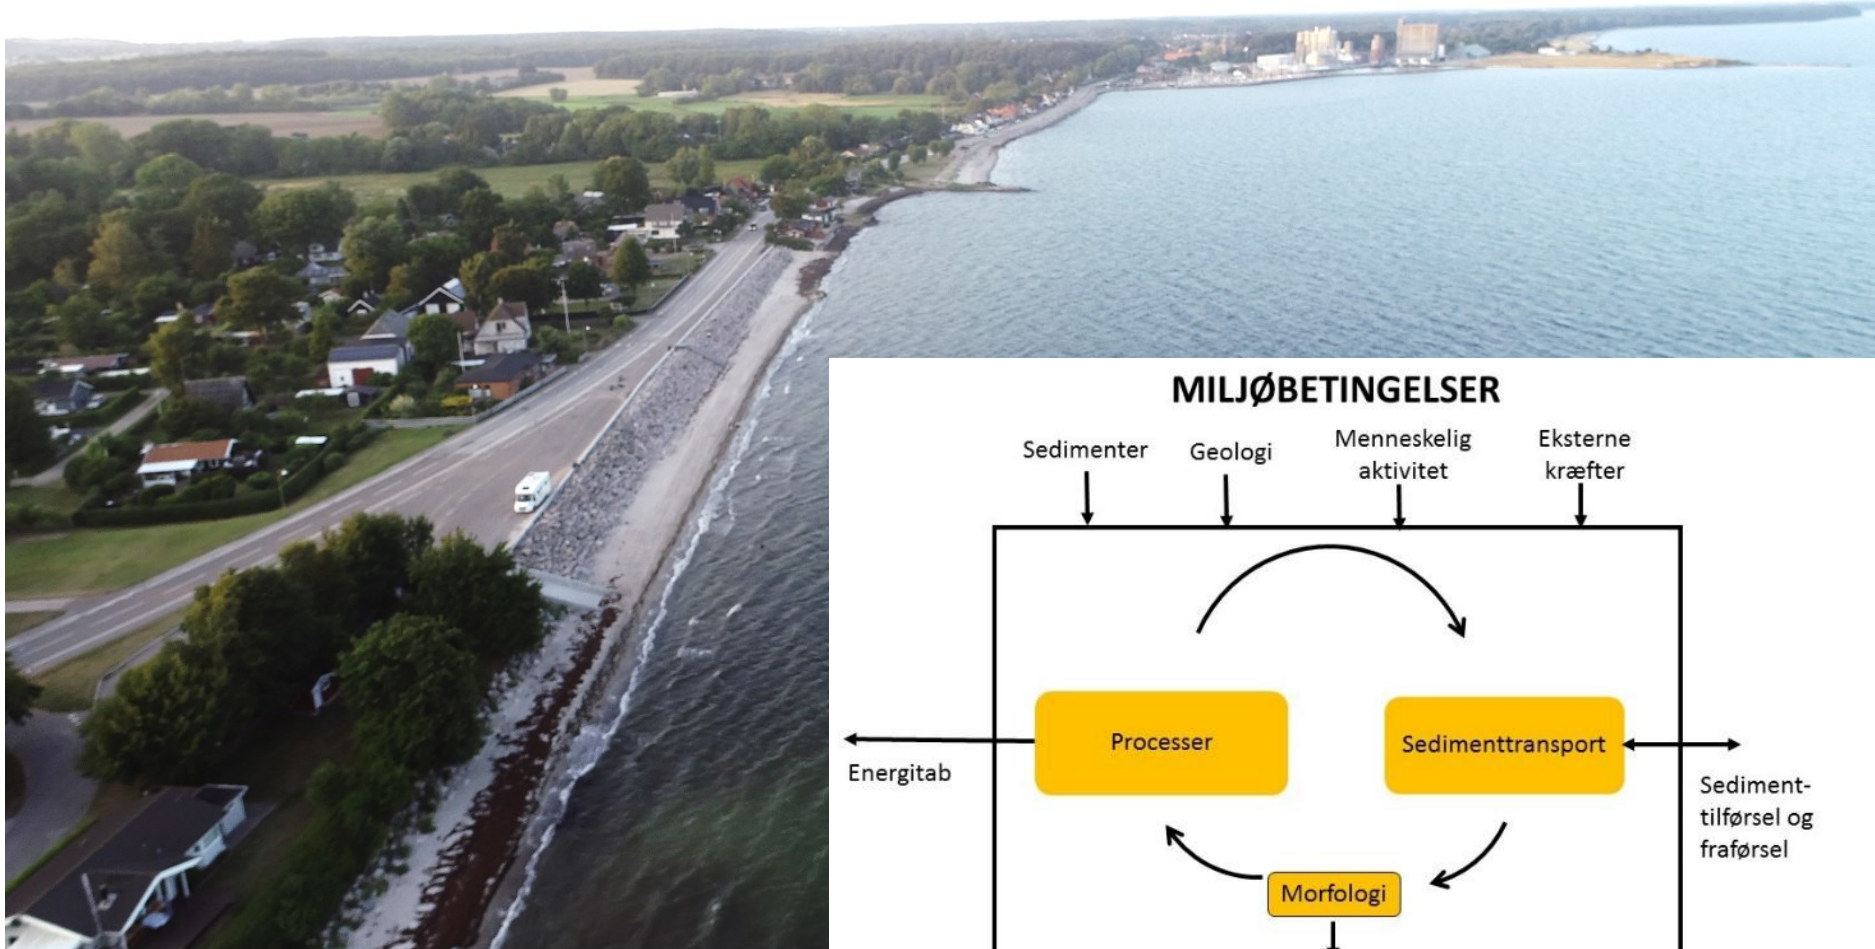 MILJØBETINGELSER
Sedimenter
Geologi
Menneskelig
aktivitet
Eksterne
kræfter
Processer
Sedimenttransport
Energitab
Sediment-
tilførsel og
fraførsel
Morfologi